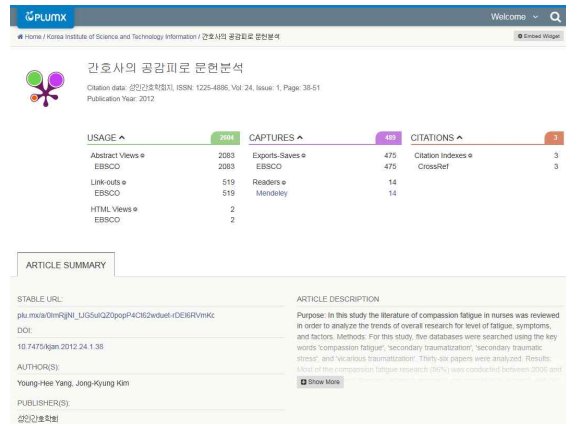 PLUMX
Welcome
Home / Korea Institute of Science and Technology Information / 간호사의 공감피로 문헌분석
Embed Widget
간호사의 공감피로 문헌분석
Citation data: 성인간호학회지, ISSN: 1225-4886, Vol: 24, Issue: 1, Page: 38-51
Publication Year: 2012
USAGE 2604
Abstract Views 2083
EBSCO 2083
Link-outs 519
EBSCO 519
HTML Views 2
EBSCO 2
CAPTURES 489
Exports-Saves 475
EBSCO 475
Readers 14
Mendeley 14
CITATIONS 3
Citation Indexes 3
CrossRef 3
ARTICLE SUMMARY
STABLE URL:
DOI:
10.7475/kjan.2012.24.1.38
AUTHOR(S):
Young-Hee Yang, Jong-Kyung Kim
PUBLISHER(S):
성인간호학회
ARTICLE DESCRIPTION
Purpose: In this study the literature of compassion fatigue in nurses was reviewed
in order to analyze the trends of overall research for level of fatigue, symptoms,
and factors. Methods: For this study, five databases were searched using the key
words 'compassion fatigue', 'secondary traumatization', 'secondary traumatic
stress' and 'vicarious traumatization'. Thirty-six papers were analyzed. Results:
Most of the compassion fatigue research (96%) was conducted between 2006 and
Show More